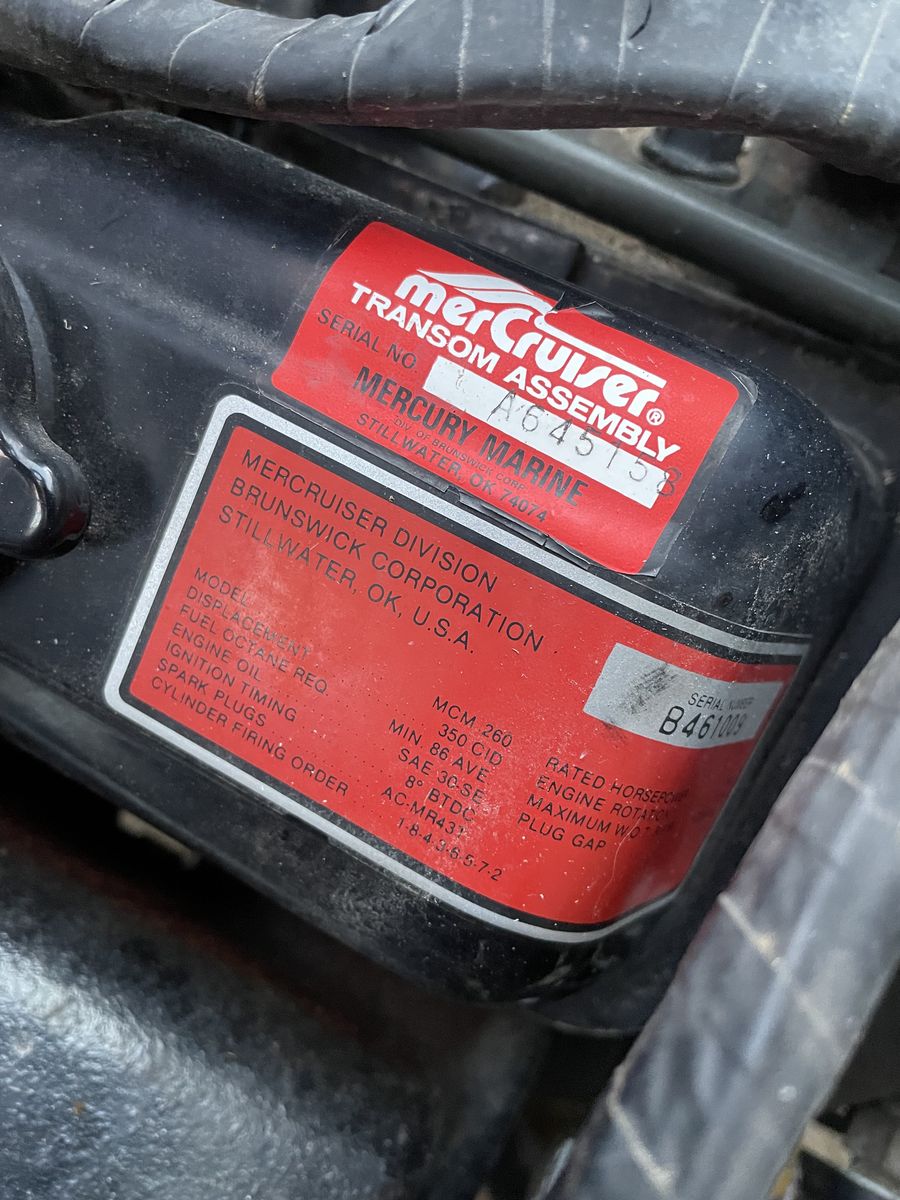 merCruiser®
TRANSOM ASSEMBLY
SERIAL NO.
A645158
MERCURY MARINE
DIV. OF BRUNSWICK CORP.
STILLWATER, OK 74074
MERCRUISER DIVISION
BRUNSWICK CORPORATION
STILLWATER, OK, U.S.A.
SERIAL NUMBER
B461009
MODEL MCM 260
DISPLACEMENT 350 CID
FUEL OCTANE REQ. MIN. 86 AVE.
ENGINE OIL SAE 30-SE
IGNITION TIMING 8° BTDC
SPARK PLUGS AC-MR43T
CYLINDER FIRING ORDER 1-8-4-3-6-5-7-2
RATED HORSEPOWER
ENGINE ROTATION
MAXIMUM W.O.T.
PLUG GAP